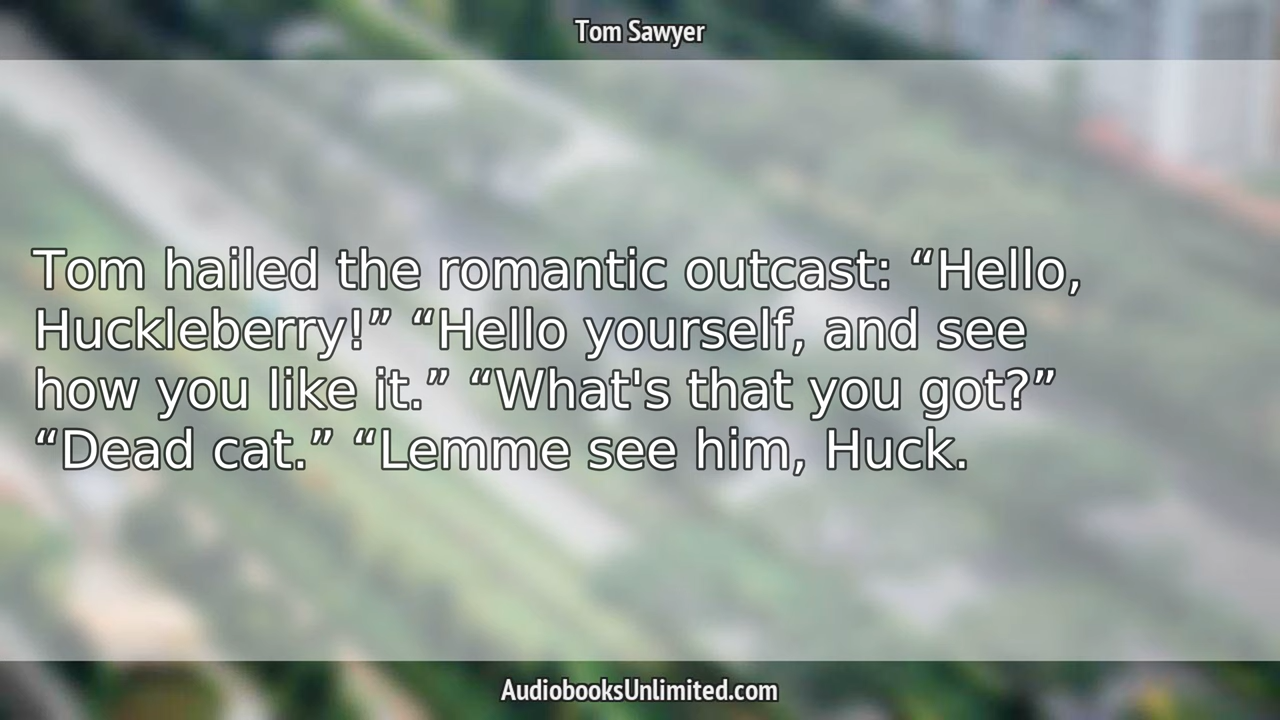 Tom Sawyer
Tom hailed the romantic outcast: “Hello,
Huckleberry!” “Hello yourself, and see
how you like it.” “What's that you got?”
“Dead cat.” “Lemme see him, Huck.
AudiobooksUnlimited.com